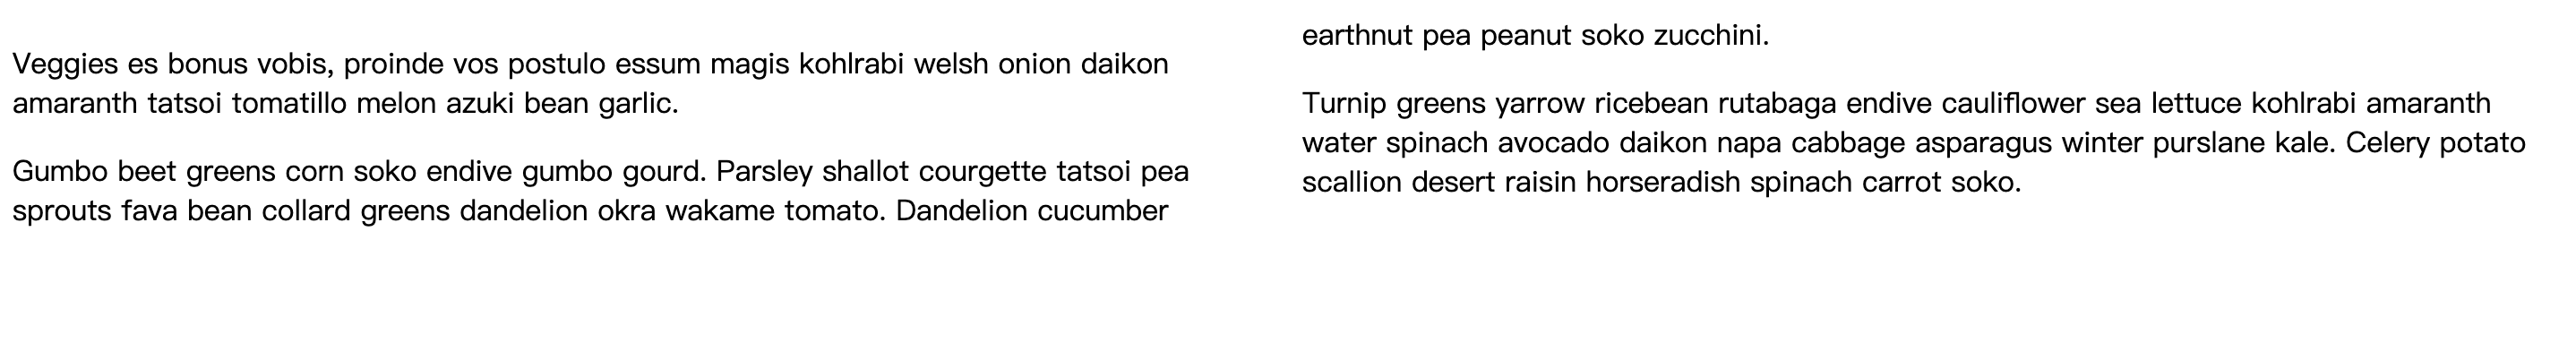 Veggies es bonus vobis, proinde vos postulo essum magis kohlrabi welsh onion daikon
amaranth tatsoi tomatillo melon azuki bean garlic.
Gumbo beet greens corn soko endive gumbo gourd. Parsley shallot courgette tatsoi pea
sprouts fava bean collard greens dandelion okra wakame tomato. Dandelion cucumber
earthnut pea peanut soko zucchini.
Turnip greens yarrow ricebean rutabaga endive cauliflower sea lettuce kohlrabi amaranth
water spinach avocado daikon napa cabbage asparagus winter purslane kale. Celery potato
scallion desert raisin horseradish spinach carrot soko.